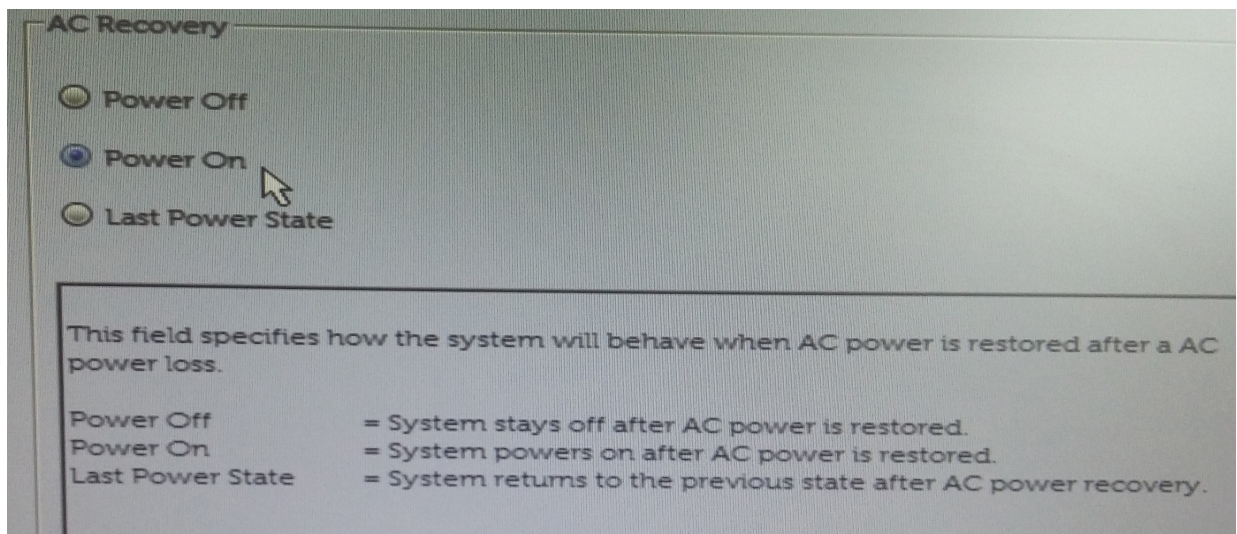 AC Recovery
Power Off
Power On
Last Power State
This field specifies how the system will behave when AC power is restored after a AC
power loss.
Power Off = System stays off after AC power is restored.
Power On = System powers on after AC power is restored.
Last Power State = System returns to the previous state after AC power recovery.